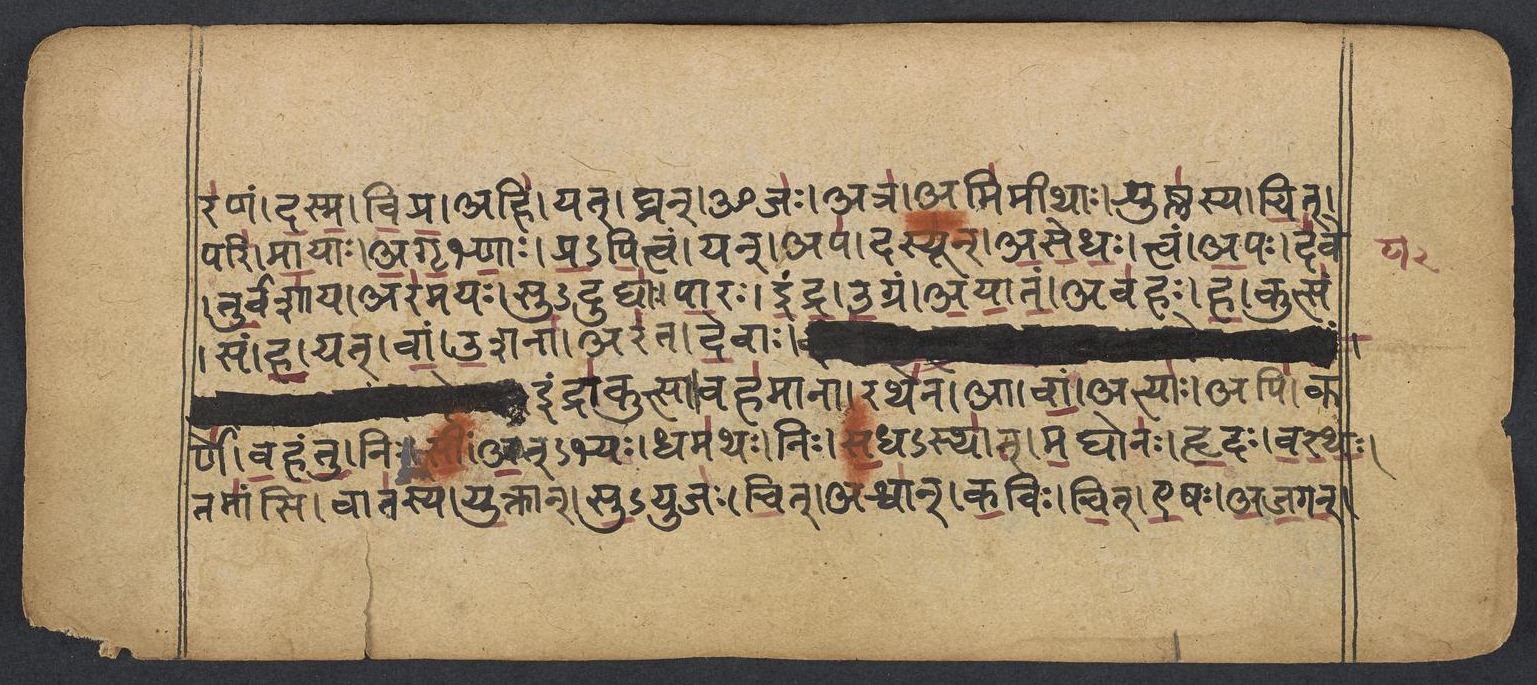 रणं।दस्म।विप्र।अहिं।यत्।घ्नन्।ओजः।अत्र।अमिमीथाः।शुष्णस्य।चित्।
परि।मायाः।अगृभ्णाः।प्रऽपित्वं।यन्।अप।दस्यून्।असेधः।त्वं।अपः।दवे
।तुर्वशाय।अरमयः।सुऽदुघाः।पारः।इंद्र।उग्रं।अयातं।अवहः।ह।कुत्सं
।सं।ह।यत्।वां।उशना।अरंत।देवाः।
इंद्राकुत्सा।वहमाना।रथेन।आ।वां।अत्याः।अपि।क
र्णे।वहंतु।निः।सीं।अत्ऽभ्यः।धमथः।निः।सधऽस्थात्।मघोनः।हृदः।वरथः।
तमांसि।वातस्य।युक्तान्।सुऽयुजः।चित्।अश्वान्।कविः।चित्।एषः।अजगन्।